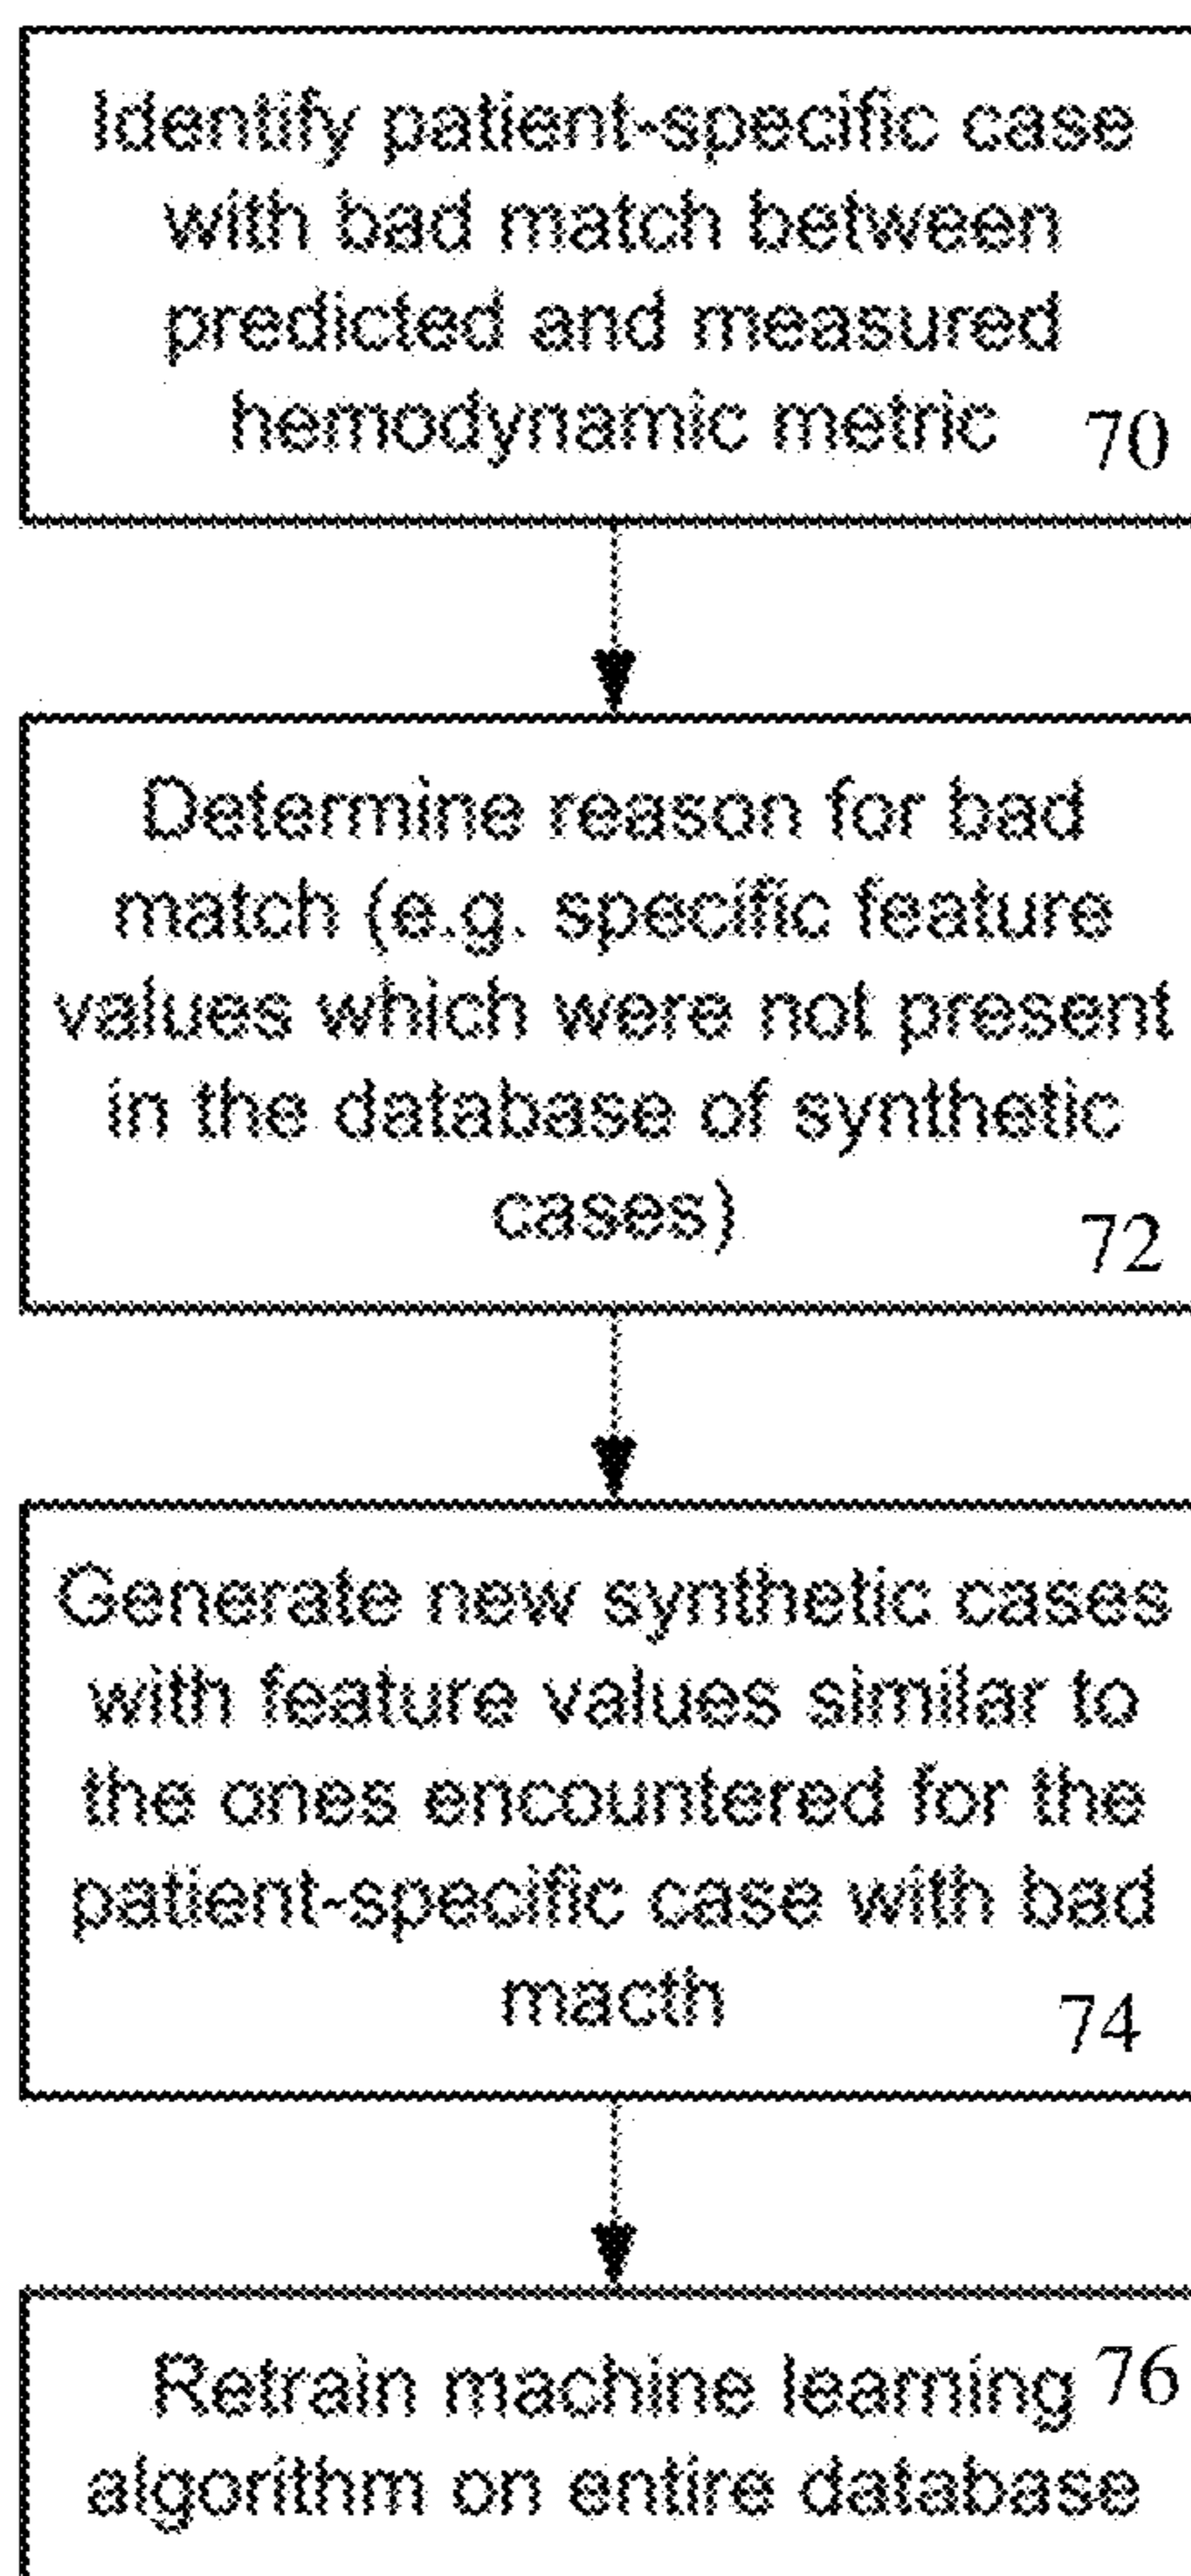 Identify patient-specific case
with bad match between
predicted and measured
hemodynamic metric 70
Determine reason for bad
match (e.g. specific feature
values which were not present
in the database of synthetic
cases) 72
Generate new synthetic cases
with feature values similar to
the ones encountered for the
patient-specific case with bad
macth 74
Retrain machine learning 76
algorithm on entire database